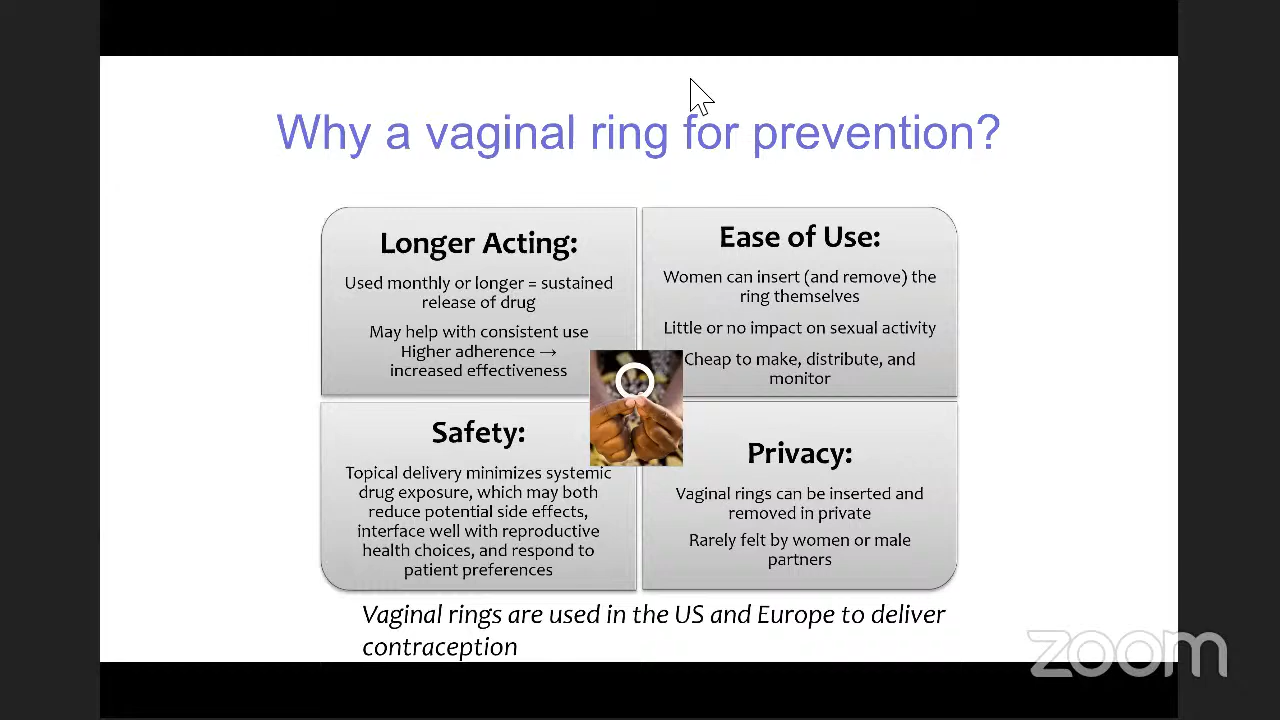 Why a vaginal ring for prevention?
Longer Acting:
Used monthly or longer = sustained
release of drug
May help with consistent use
Higher adherence →
increased effectiveness
Ease of Use:
Women can insert (and remove) the
ring themselves
Little or no impact on sexual activity
Cheap to make, distribute, and
monitor
Safety:
Topical delivery minimizes systemic
drug exposure, which may both
reduce potential side effects,
interface well with reproductive
health choices, and respond to
patient preferences
Privacy:
Vaginal rings can be inserted and
removed in private
Rarely felt by women or male
partners
Vaginal rings are used in the US and Europe to deliver
contraception
zoom